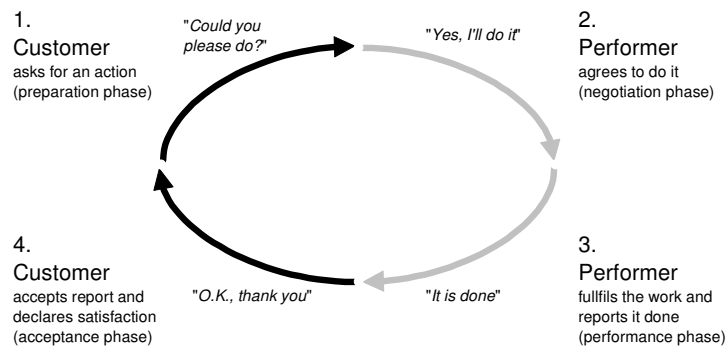 1.
Customer
asks for an action
(preparation phase)
"Could you
please do?"
"Yes, I'll do it"
2.
Performer
agrees to do it
(negotiation phase)
4.
Customer
accepts report and
declares satisfaction
(acceptance phase)
"O.K., thank you"
"It is done"
3.
Performer
fullfils the work and
reports it done
(performance phase)